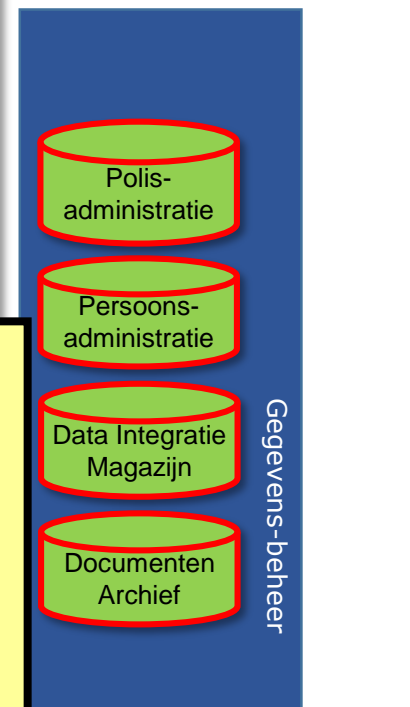 Polis-
administratie
Persoons-
administratie
Data Integratie
Magazijn
Documenten
Archief
Gegevens-beheer